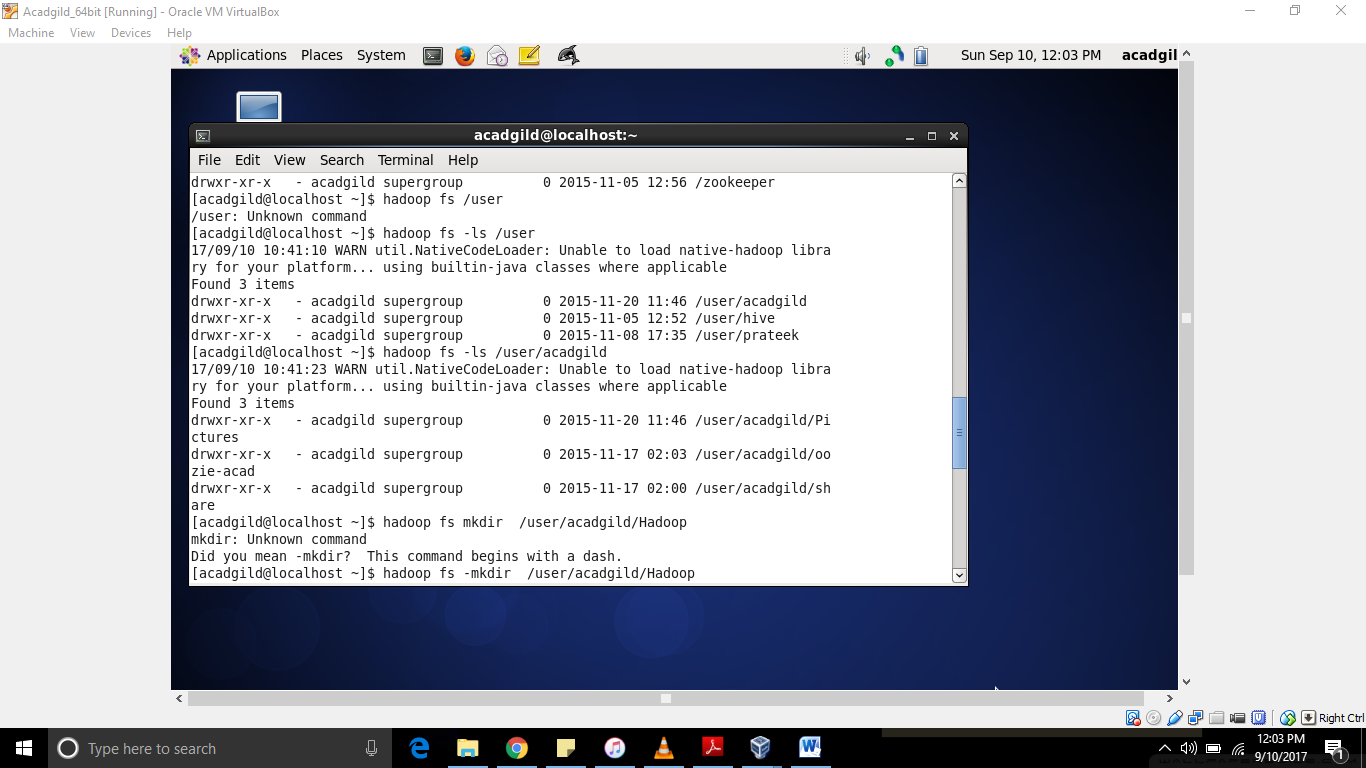 Acadgild_64bit [Running] - Oracle VM VirtualBox
Machine View Devices Help
Applications Places System Sun Sep 10, 12:03 PM acadgil
acadgild@localhost:~
File Edit View Search Terminal Help
drwxr-xr-x   - acadgild supergroup          0 2015-11-05 12:56 /zookeeper
[acadgild@localhost ~]$ hadoop fs /user
/user: Unknown command
[acadgild@localhost ~]$ hadoop fs -ls /user
17/09/10 10:41:10 WARN util.NativeCodeLoader: Unable to load native-hadoop libra
ry for your platform... using builtin-java classes where applicable
Found 3 items
drwxr-xr-x   - acadgild supergroup          0 2015-11-20 11:46 /user/acadgild
drwxr-xr-x   - acadgild supergroup          0 2015-11-05 12:52 /user/hive
drwxr-xr-x   - acadgild supergroup          0 2015-11-08 17:35 /user/prateek
[acadgild@localhost ~]$ hadoop fs -ls /user/acadgild
17/09/10 10:41:23 WARN util.NativeCodeLoader: Unable to load native-hadoop libra
ry for your platform... using builtin-java classes where applicable
Found 3 items
drwxr-xr-x   - acadgild supergroup          0 2015-11-20 11:46 /user/acadgild/Pi
ctures
drwxr-xr-x   - acadgild supergroup          0 2015-11-17 02:03 /user/acadgild/oo
zie-acad
drwxr-xr-x   - acadgild supergroup          0 2015-11-17 02:00 /user/acadgild/sh
are
[acadgild@localhost ~]$ hadoop fs mkdir  /user/acadgild/Hadoop
mkdir: Unknown command
Did you mean -mkdir?  This command begins with a dash.
[acadgild@localhost ~]$ hadoop fs -mkdir  /user/acadgild/Hadoop
Right Ctrl
Type here to search
12:03 PM
9/10/2017
1